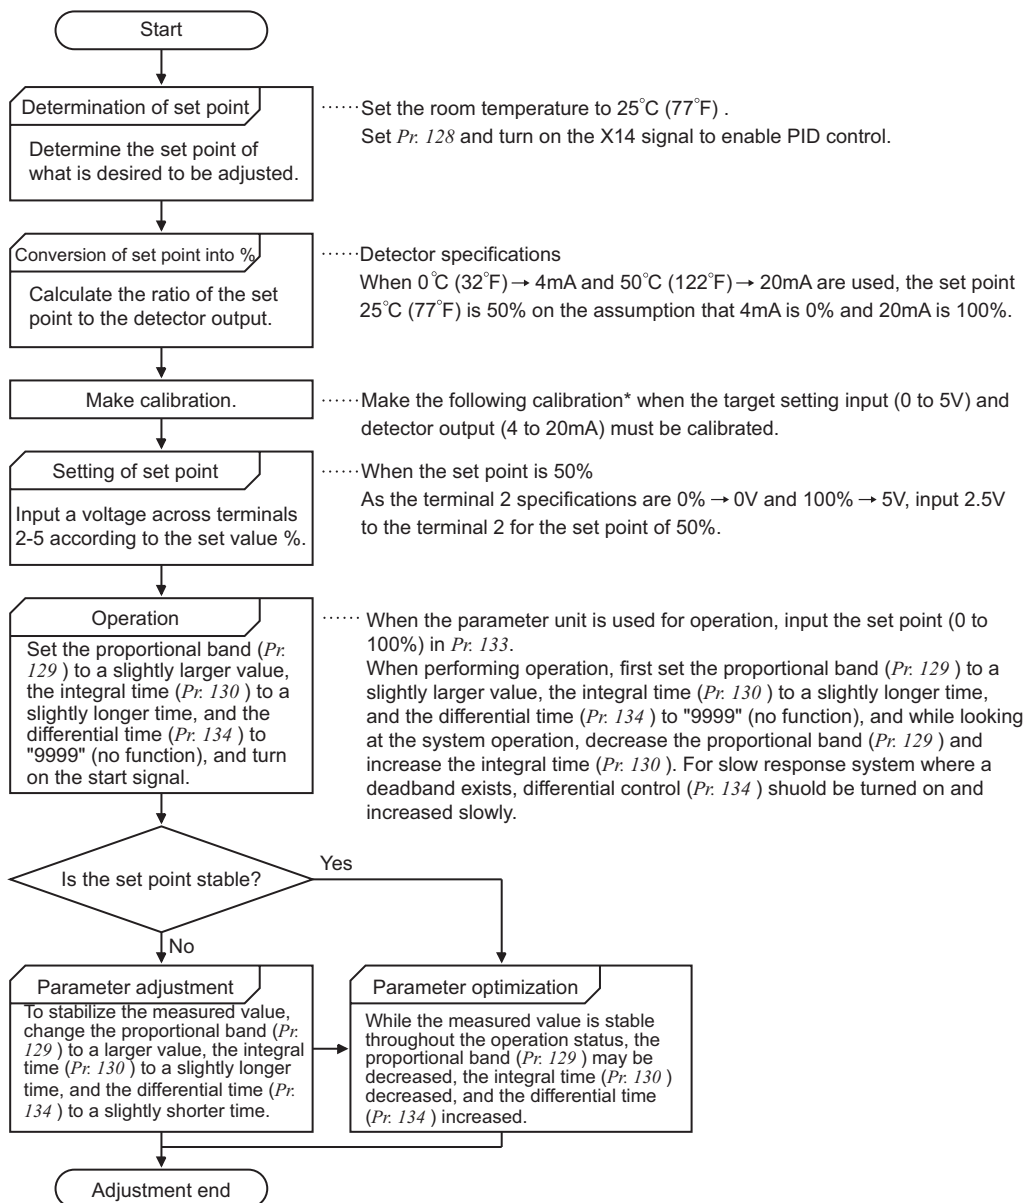 Start
Determination of set point
Determine the set point of
what is desired to be adjusted.
······Set the room temperature to 25°C (77°F) .
Set Pr. 128 and turn on the X14 signal to enable PID control.
Conversion of set point into %
Calculate the ratio of the set
point to the detector output.
······Detector specifications
When 0°C (32°F) → 4mA and 50°C (122°F) → 20mA are used, the set point
25°C (77°F) is 50% on the assumption that 4mA is 0% and 20mA is 100%.
Make calibration.
······Make the following calibration* when the target setting input (0 to 5V) and
detector output (4 to 20mA) must be calibrated.
Setting of set point
Input a voltage across terminals
2-5 according to the set value %.
······When the set point is 50%
As the terminal 2 specifications are 0% → 0V and 100% → 5V, input 2.5V
to the terminal 2 for the set point of 50%.
Operation
Set the proportional band (Pr.
129 ) to a slightly larger value,
the integral time (Pr. 130 ) to a
slightly longer time, and the
differential time (Pr. 134 ) to
"9999" (no function), and turn
on the start signal.
······ When the parameter unit is used for operation, input the set point (0 to
100%) in Pr. 133.
When performing operation, first set the proportional band (Pr. 129 ) to a
slightly larger value, the integral time (Pr. 130 ) to a slightly longer time,
and the differential time (Pr. 134 ) to "9999" (no function), and while looking
at the system operation, decrease the proportional band (Pr. 129 ) and
increase the integral time (Pr. 130 ). For slow response system where a
deadband exists, differential control (Pr. 134 ) shuold be turned on and
increased slowly.
Is the set point stable?
Yes
No
Parameter adjustment
To stabilize the measured value,
change the proportional band (Pr.
129 ) to a larger value, the integral
time (Pr. 130 ) to a slightly longer
time, and the differential time (Pr.
134 ) to a slightly shorter time.
Parameter optimization
While the measured value is stable
throughout the operation status, the
proportional band (Pr. 129 ) may be
decreased, the integral time (Pr. 130 )
decreased, and the differential time
(Pr. 134 ) increased.
Adjustment end